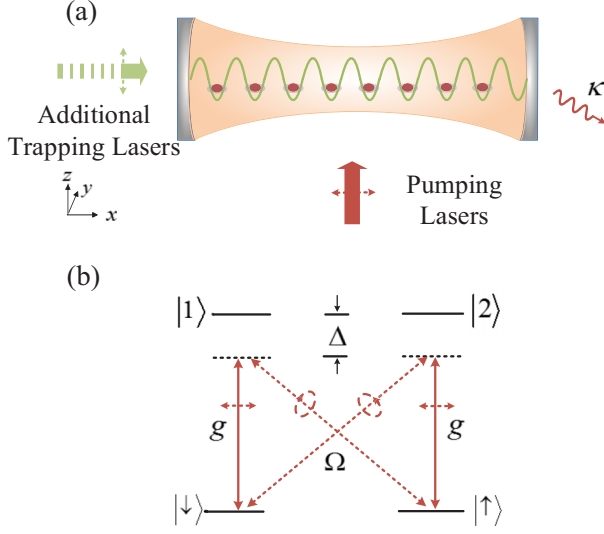 (a)
κ
Additional
Trapping Lasers
z
y
x
Pumping
Lasers
(b)
|1⟩
|2⟩
Δ
g
g
Ω
|↓⟩
|↑⟩